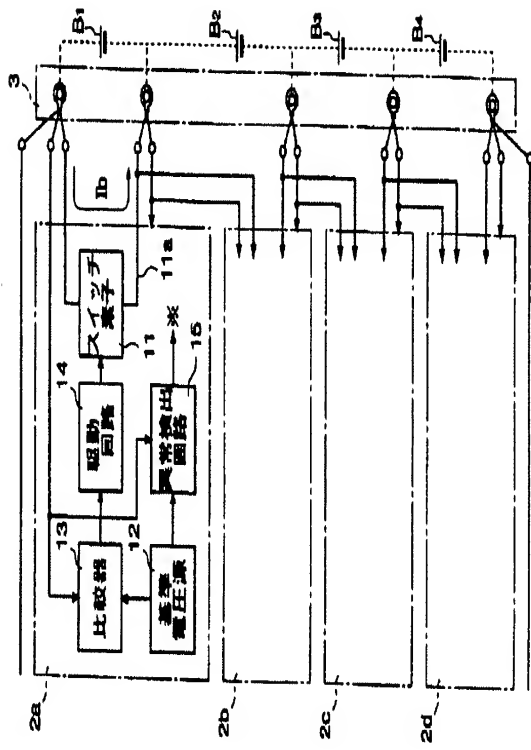 B1
B2
B3
B4
3
Ib
11a
スイッチ
素子
11
※
14
駆動
回路
15
異常検出
回路
13
比較器
12
基準
電圧源
2a
2b
2c
2d